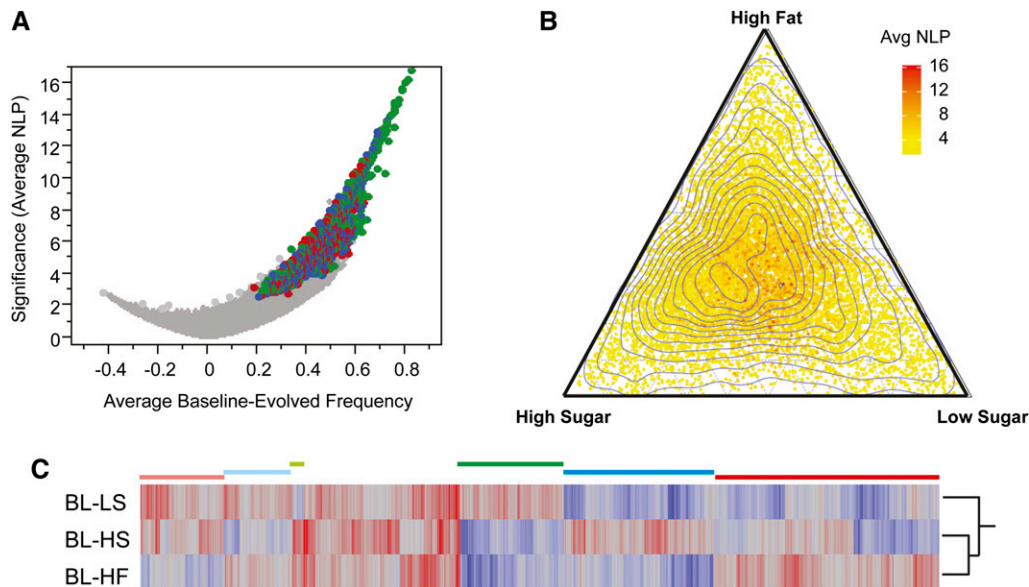 A
Significance (Average NLP)
16
14
12
10
8
6
4
2
0
-0.4 -0.2 0 0.2 0.4 0.6 0.8
Average Baseline-Evolved Frequency
B
High Fat
Avg NLP
16
12
8
4
High Sugar
Low Sugar
C
BL-LS
BL-HS
BL-HF